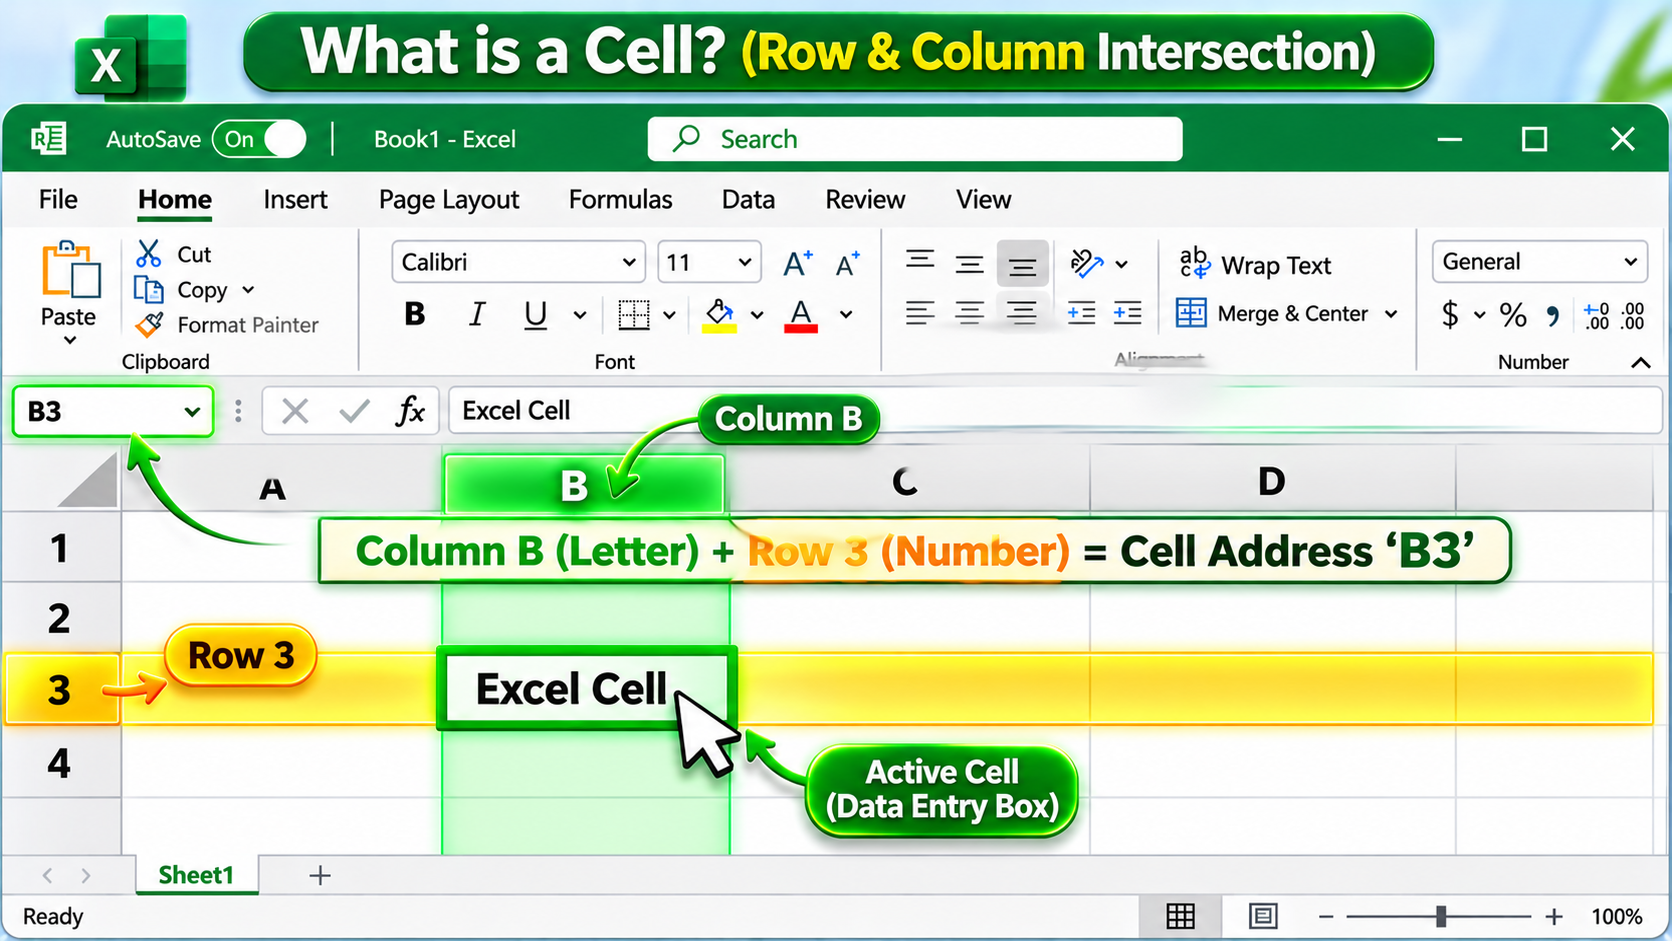 X
What is a Cell? (Row & Column Intersection)
AutoSave On
Book1 - Excel
Search
File Home Insert Page Layout Formulas Data Review View
Paste
Cut
Copy
Format Painter
Clipboard
Calibri 11
B I U A
Font
ab
c
Wrap Text
Merge & Center
Alignment
General
$ % ,
Number
B3
fx
Excel Cell
Column B
A B C D
1
Column B (Letter) + Row 3 (Number) = Cell Address ‘B3’
2
Row 3
3
Excel Cell
4
Active Cell
(Data Entry Box)
Sheet1
Ready
100%